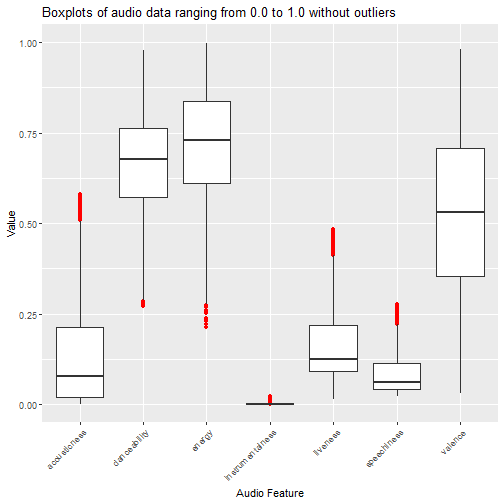 Boxplots of audio data ranging from 0.0 to 1.0 without outliers
Value
1.00
0.75
0.50
0.25
0.00
acousticness
danceability
energy
instrumentalness
liveness
speechiness
valence
Audio Feature